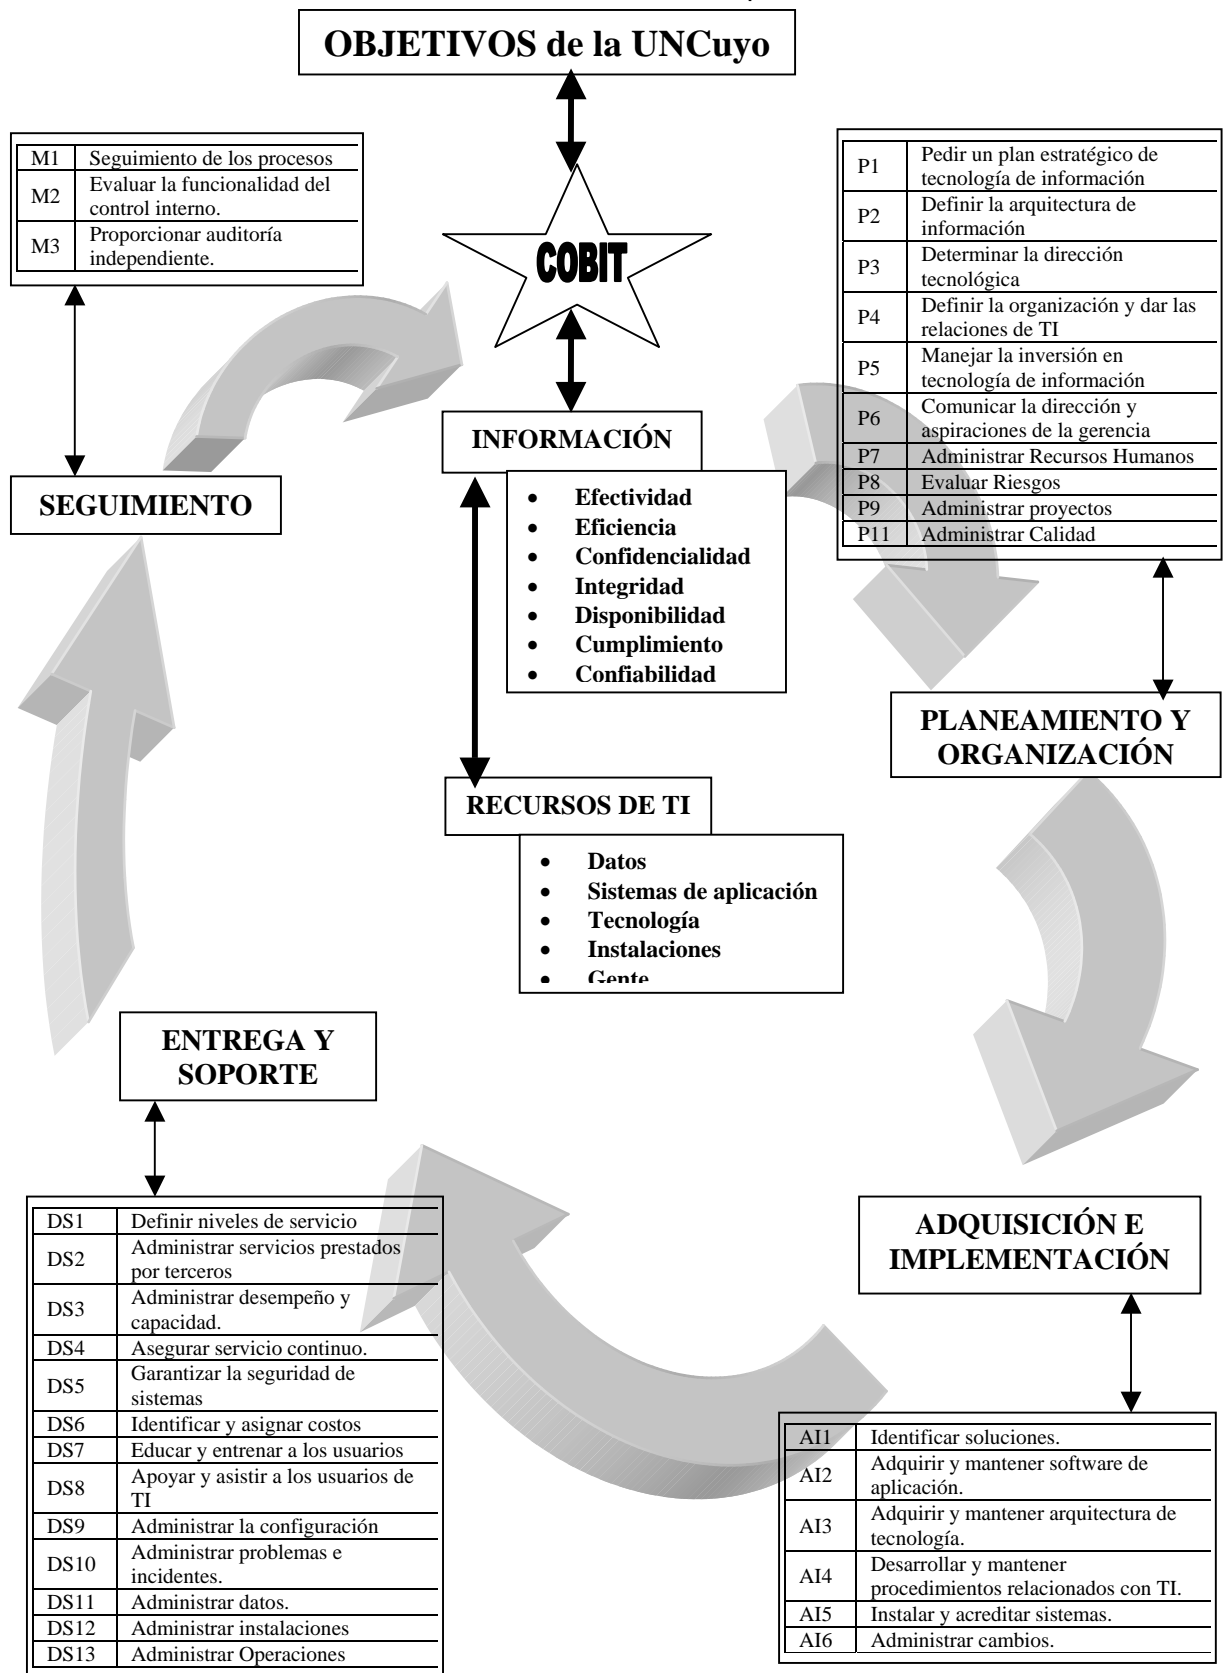 OBJETIVOS de la UNCuyo
M1 Seguimiento de los procesos
M2 Evaluar la funcionalidad del
control interno.
M3 Proporcionar auditoría
independiente.
COBIT
P1 Pedir un plan estratégico de
tecnología de información
P2 Definir la arquitectura de
información
P3 Determinar la dirección
tecnológica
P4 Definir la organización y dar las
relaciones de TI
P5 Manejar la inversión en
tecnología de información
P6 Comunicar la dirección y
aspiraciones de la gerencia
P7 Administrar Recursos Humanos
P8 Evaluar Riesgos
P9 Administrar proyectos
P11 Administrar Calidad
SEGUIMIENTO
INFORMACIÓN
• Efectividad
• Eficiencia
• Confidencialidad
• Integridad
• Disponibilidad
• Cumplimiento
• Confiabilidad
PLANEAMIENTO Y
ORGANIZACIÓN
RECURSOS DE TI
• Datos
• Sistemas de aplicación
• Tecnología
• Instalaciones
• Gente
ENTREGA Y
SOPORTE
DS1 Definir niveles de servicio
DS2 Administrar servicios prestados
por terceros
DS3 Administrar desempeño y
capacidad.
DS4 Asegurar servicio continuo.
DS5 Garantizar la seguridad de
sistemas
DS6 Identificar y asignar costos
DS7 Educar y entrenar a los usuarios
DS8 Apoyar y asistir a los usuarios de
TI
DS9 Administrar la configuración
DS10 Administrar problemas e
incidentes.
DS11 Administrar datos.
DS12 Administrar instalaciones
DS13 Administrar Operaciones
ADQUISICIÓN E
IMPLEMENTACIÓN
AI1 Identificar soluciones.
AI2 Adquirir y mantener software de
aplicación.
AI3 Adquirir y mantener arquitectura de
tecnología.
AI4 Desarrollar y mantener
procedimientos relacionados con TI.
AI5 Instalar y acreditar sistemas.
AI6 Administrar cambios.